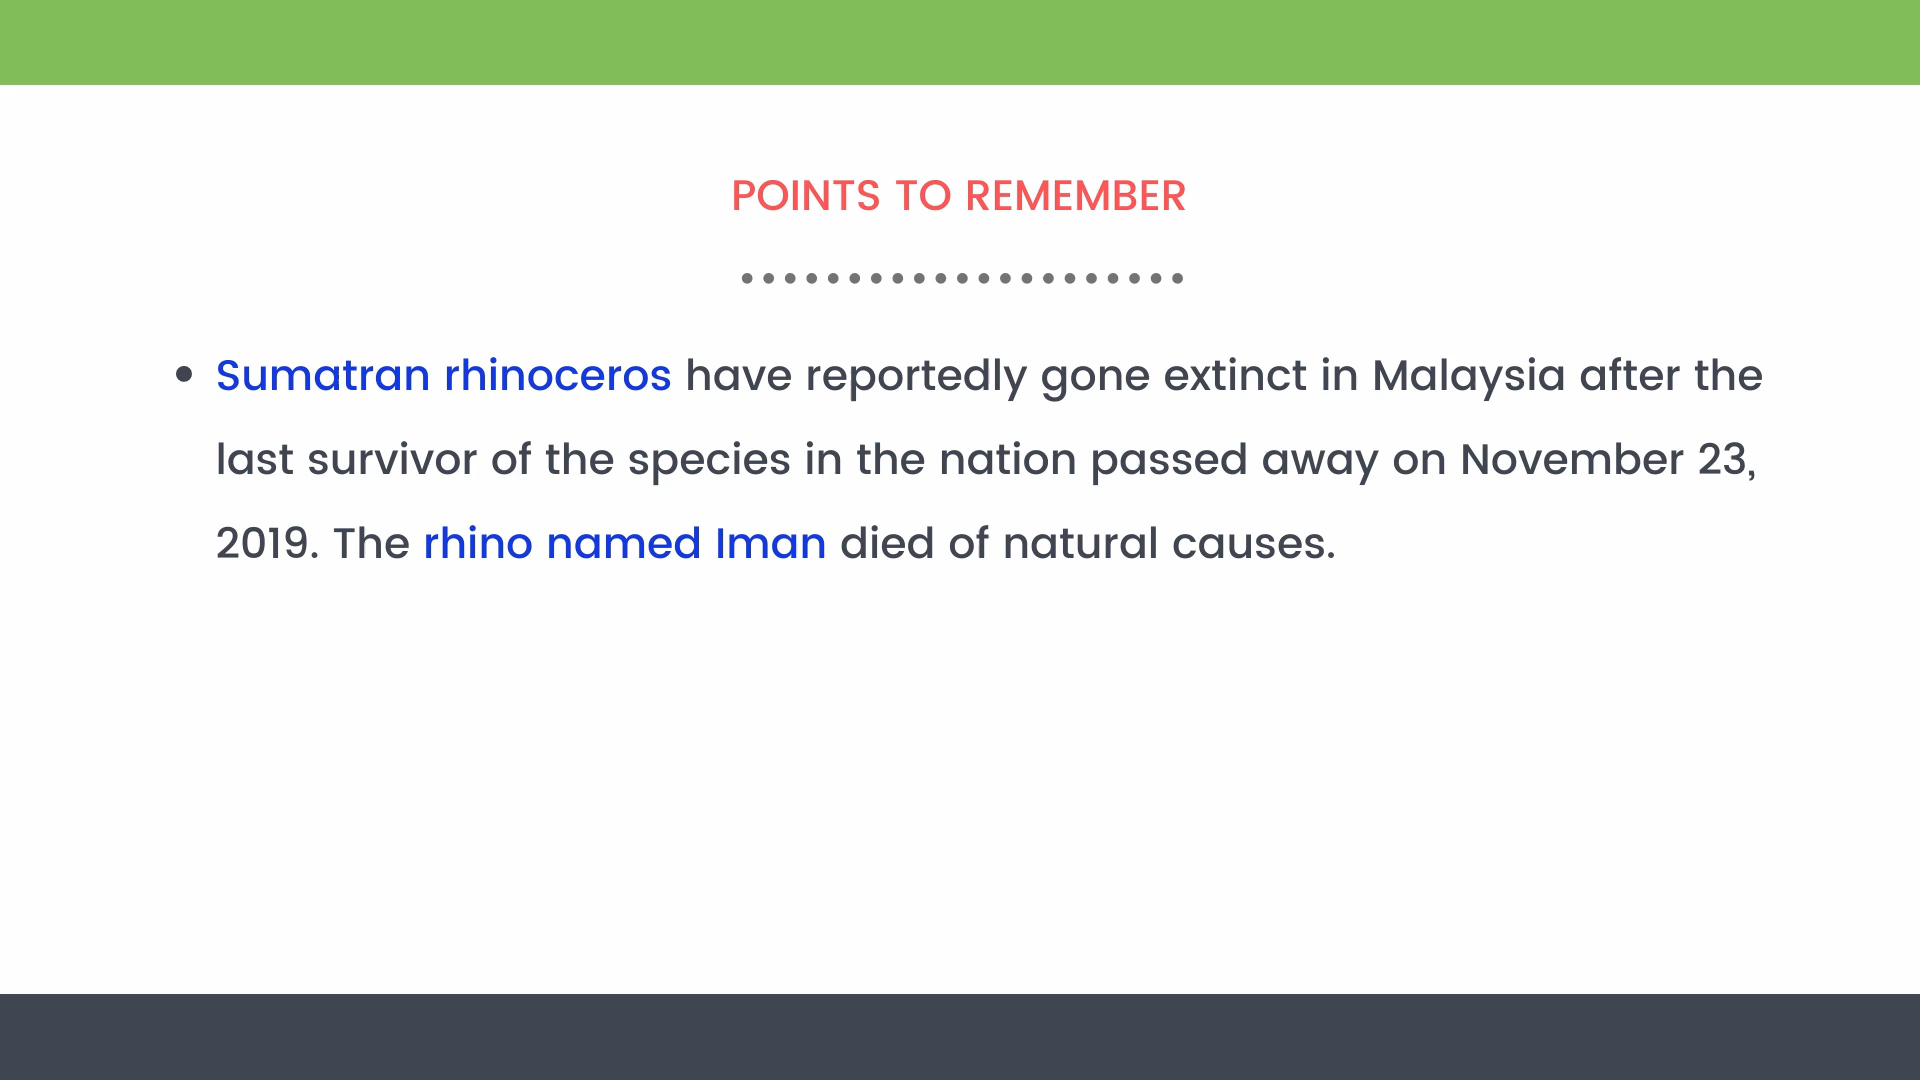 POINTS TO REMEMBER
• Sumatran rhinoceros have reportedly gone extinct in Malaysia after the
last survivor of the species in the nation passed away on November 23,
2019. The rhino named Iman died of natural causes.